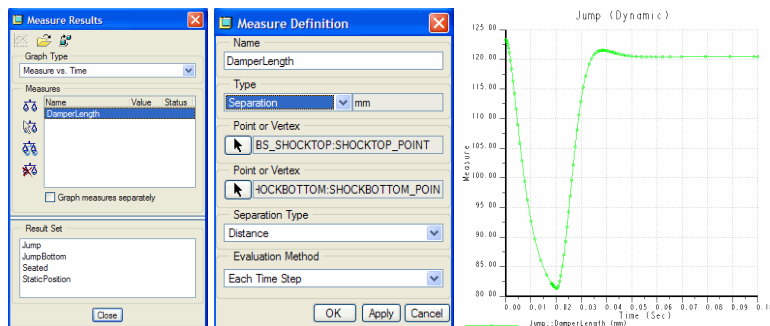 Measure Results
Graph Type
Measure vs. Time
Measures
Name Value Status
DamperLength
Graph measures separately
Result Set
Jump
JumpBottom
Seated
StaticPosition
Close
Measure Definition
Name
DamperLength
Type
Separation mm
Point or Vertex
BS_SHOCKTOP:SHOCKTOP_POINT
Point or Vertex
HOCKBOTTOM:SHOCKBOTTOM_POIN
Separation Type
Distance
Evaluation Method
Each Time Step
OK Apply Cancel
Jump (Dynamic)
125.00
120.00
115.00
110.00
105.00
100.00
95.00
90.00
85.00
80.00
Measure
0.00 0.01 0.02 0.03 0.04 0.05 0.06 0.07 0.08 0.09 0.1
Time (Sec)
Jump::DamperLength (mm)